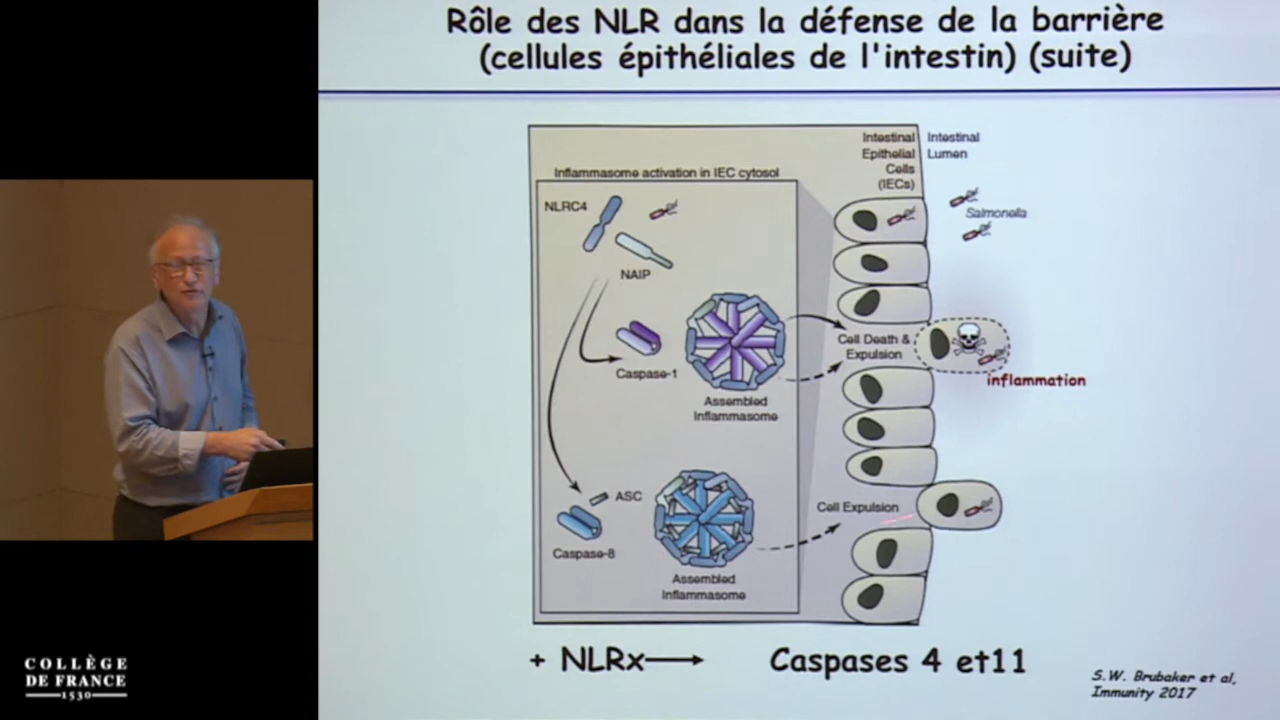 Rôle des NLR dans la défense de la barrière
(cellules épithéliales de l'intestin) (suite)
Intestinal
Epithelial
Cells
(IECs)
Intestinal
Lumen
Inflammasome activation in IEC cytosol
NLRC4
NAIP
Salmonella
Caspase-1
Assembled
Inflammasome
Cell Death &
Expulsion
inflammation
ASC
Caspase-8
Assembled
Inflammasome
Cell Expulsion
+ NLRx
Caspases 4 et11
S.W. Brubaker et al,
Immunity 2017
COLLÈGE
DE FRANCE
1530